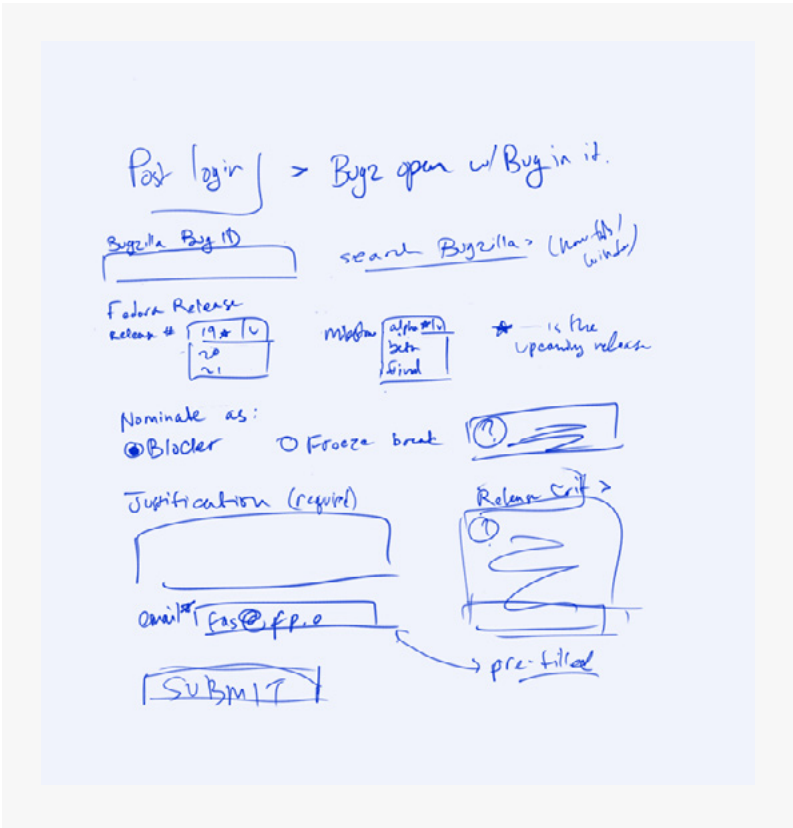 Post login > Bugz open w/ Bug in it.
Bugzilla Bug ID
search Bugzilla > (new tab/
window)
Fedora Release
Release # 19* v
20
21
Milestone alpha* v
beta
final
* is the
upcoming release
Nominate as:
Blocker Freeze break ?
Justification (required)
Release Crit >
?
email* fas@fp.o
pre-filled
SUBMIT